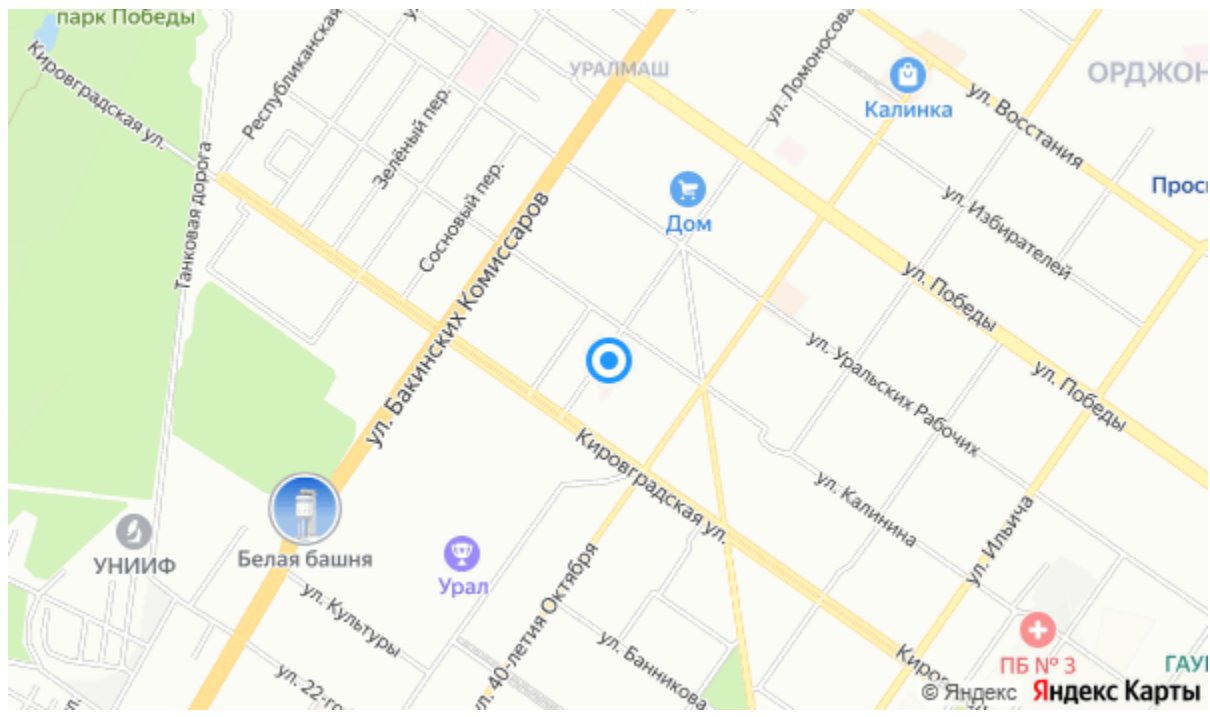 парк Победы
Кировградская ул.
Республиканская
УРАЛМАШ
ул. Ломоносова
Калинка
ОРДЖОН
ул. Восстания
Зелёный пер.
Танковая дорога
Сосновый пер.
Дом
ул. Избирателей
Прос
ул. Бакинских Комиссаров
ул. Победы
ул. Победы
ул. Уральских Рабочих
Кировградская ул.
ул. Калинина
ул. Ильича
Белая башня
УНИИФ
Урал
ул. Культуры
ул. 40-летия Октября
ул. Банникова
ул. 22-го
ПБ № 3
ГАУ
Киров
© Яндекс Яндекс Карты